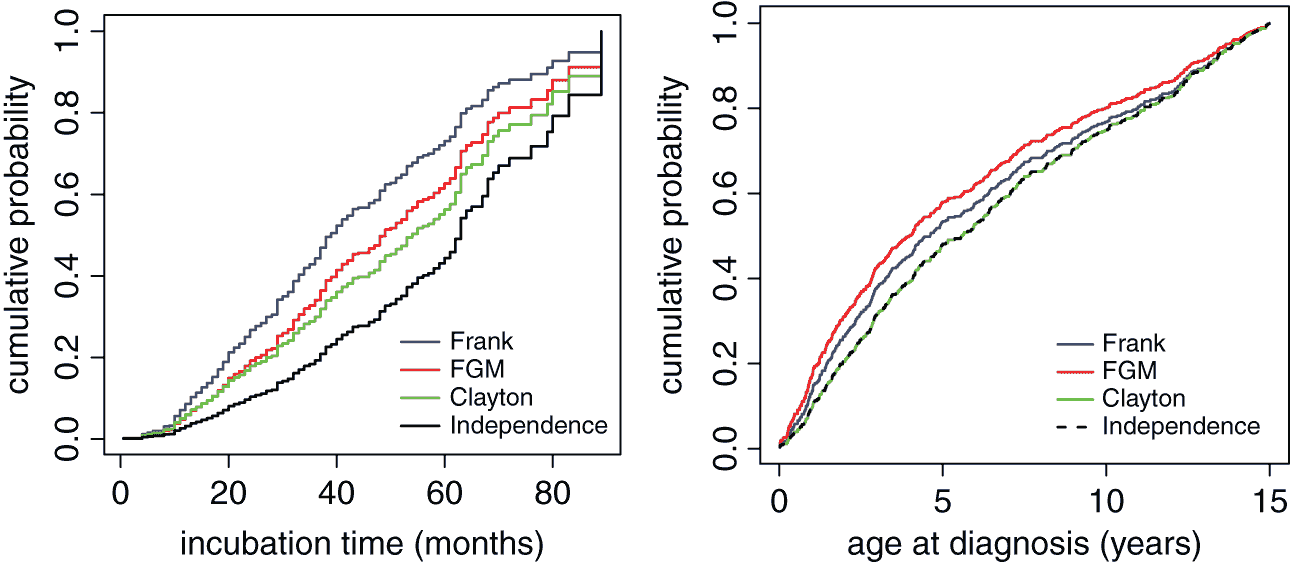 cumulative probability
1.0
0.8
0.6
0.4
0.2
0.0
Frank
FGM
Clayton
Independence
0 20 40 60 80
incubation time (months)
cumulative probability
1.0
0.8
0.6
0.4
0.2
0.0
Frank
FGM
Clayton
Independence
0 5 10 15
age at diagnosis (years)